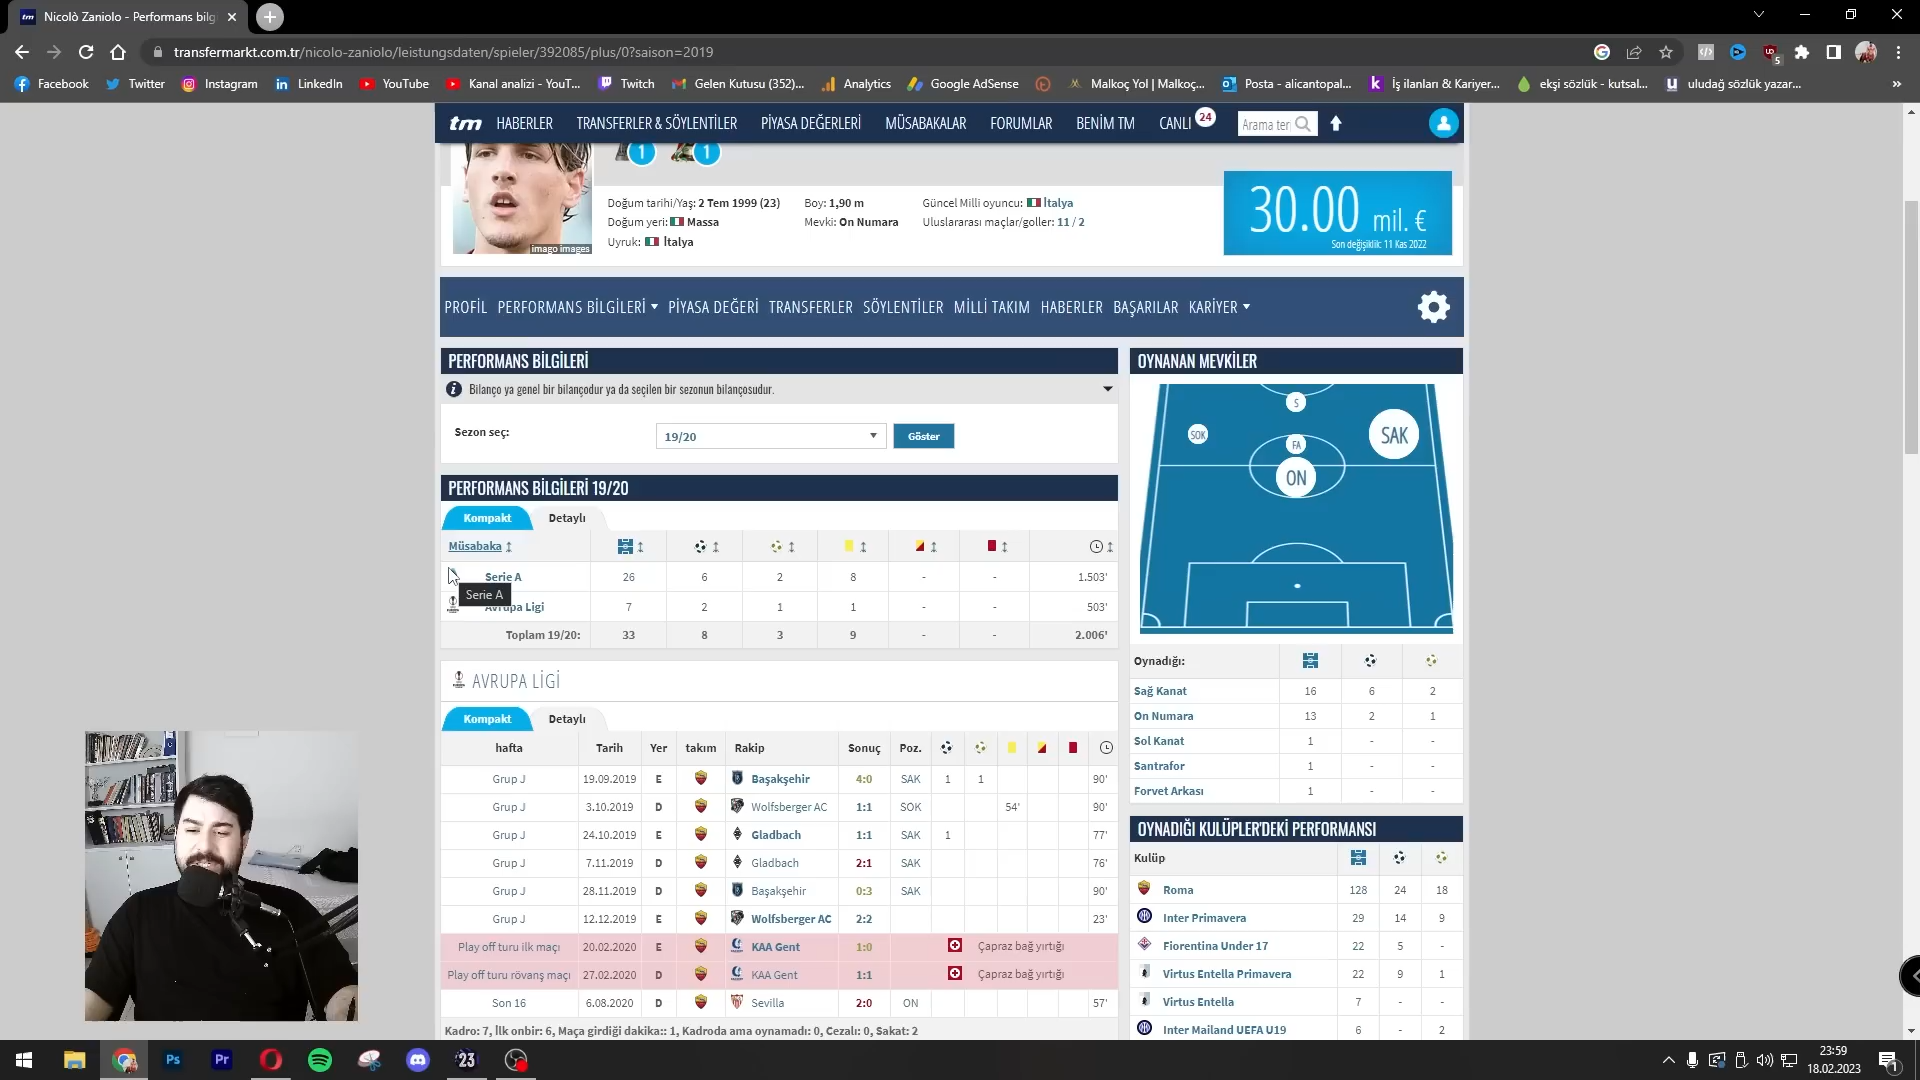 tm Nicolò Zaniolo - Performans bilg
transfermarkt.com.tr/nicolo-zaniolo/leistungsdaten/spieler/392085/plus/0?saison=2019
Facebook Twitter Instagram LinkedIn YouTube Kanal analizi - YouT... Twitch Gelen Kutusu (352)... Analytics Google AdSense Malkoç Yol | Malkoç... Posta - alicantopal... İş ilanları & Kariyer... ekşi sözlük - kutsal... uludağ sözlük yazar...
tm HABERLER TRANSFERLER & SÖYLENTİLER PİYASA DEĞERLERİ MÜSABAKALAR FORUMLAR BENİM TM CANLI 24 Arama ter
1 1
Doğum tarihi/Yaş: 2 Tem 1999 (23) Boy: 1,90 m Güncel Milli oyuncu: İtalya
Doğum yeri: Massa Mevki: On Numara Uluslararası maçlar/goller: 11 / 2
Uyruk: İtalya
imago images
30.00 mil. €
Son değişiklik: 11 Kas 2022
PROFİL PERFORMANS BİLGİLERİ PİYASA DEĞERİ TRANSFERLER SÖYLENTİLER MİLLİ TAKIM HABERLER BAŞARILAR KARİYER
PERFORMANS BİLGİLERİ
Bilanço ya genel bir bilançodur ya da seçilen bir sezonun bilançosudur.
Sezon seç: 19/20 Göster
PERFORMANS BİLGİLERİ 19/20
Kompakt Detaylı
Müsabaka
Serie A 26 6 2 8 - - 1.503'
Serie A
Avrupa Ligi 7 2 1 1 - - 503'
Toplam 19/20: 33 8 3 9 - - 2.006'
AVRUPA LİGİ
Kompakt Detaylı
hafta Tarih Yer takım Rakip Sonuç Poz.
Grup J 19.09.2019 E Başakşehir 4:0 SAK 1 1 90'
Grup J 3.10.2019 D Wolfsberger AC 1:1 SOK 54' 90'
Grup J 24.10.2019 E Gladbach 1:1 SAK 1 77'
Grup J 7.11.2019 D Gladbach 2:1 SAK 76'
Grup J 28.11.2019 D Başakşehir 0:3 SAK 90'
Grup J 12.12.2019 E Wolfsberger AC 2:2 23'
Play off turu ilk maçı 20.02.2020 E KAA Gent 1:0 Çapraz bağ yırtığı
Play off turu rövanş maçı 27.02.2020 D KAA Gent 1:1 Çapraz bağ yırtığı
Son 16 6.08.2020 D Sevilla 2:0 ON 57'
Kadro: 7, İlk onbir: 6, Maça girdiği dakika:: 1, Kadroda ama oynamadı: 0, Cezalı: 0, Sakat: 2
OYNANAN MEVKİLER
S
SOK SAK
FA
ON
Oynadığı:
Sağ Kanat 16 6 2
On Numara 13 2 1
Sol Kanat 1 - -
Santrafor 1 - -
Forvet Arkası 1 - -
OYNADIĞI KULÜPLER'DEKİ PERFORMANSI
Kulüp
Roma 128 24 18
Inter Primavera 29 14 9
Fiorentina Under 17 22 5 -
Virtus Entella Primavera 22 9 1
Virtus Entella 7 - -
Inter Mailand UEFA U19 6 - 2
Ps Pr 23
23:59
18.02.2023
1